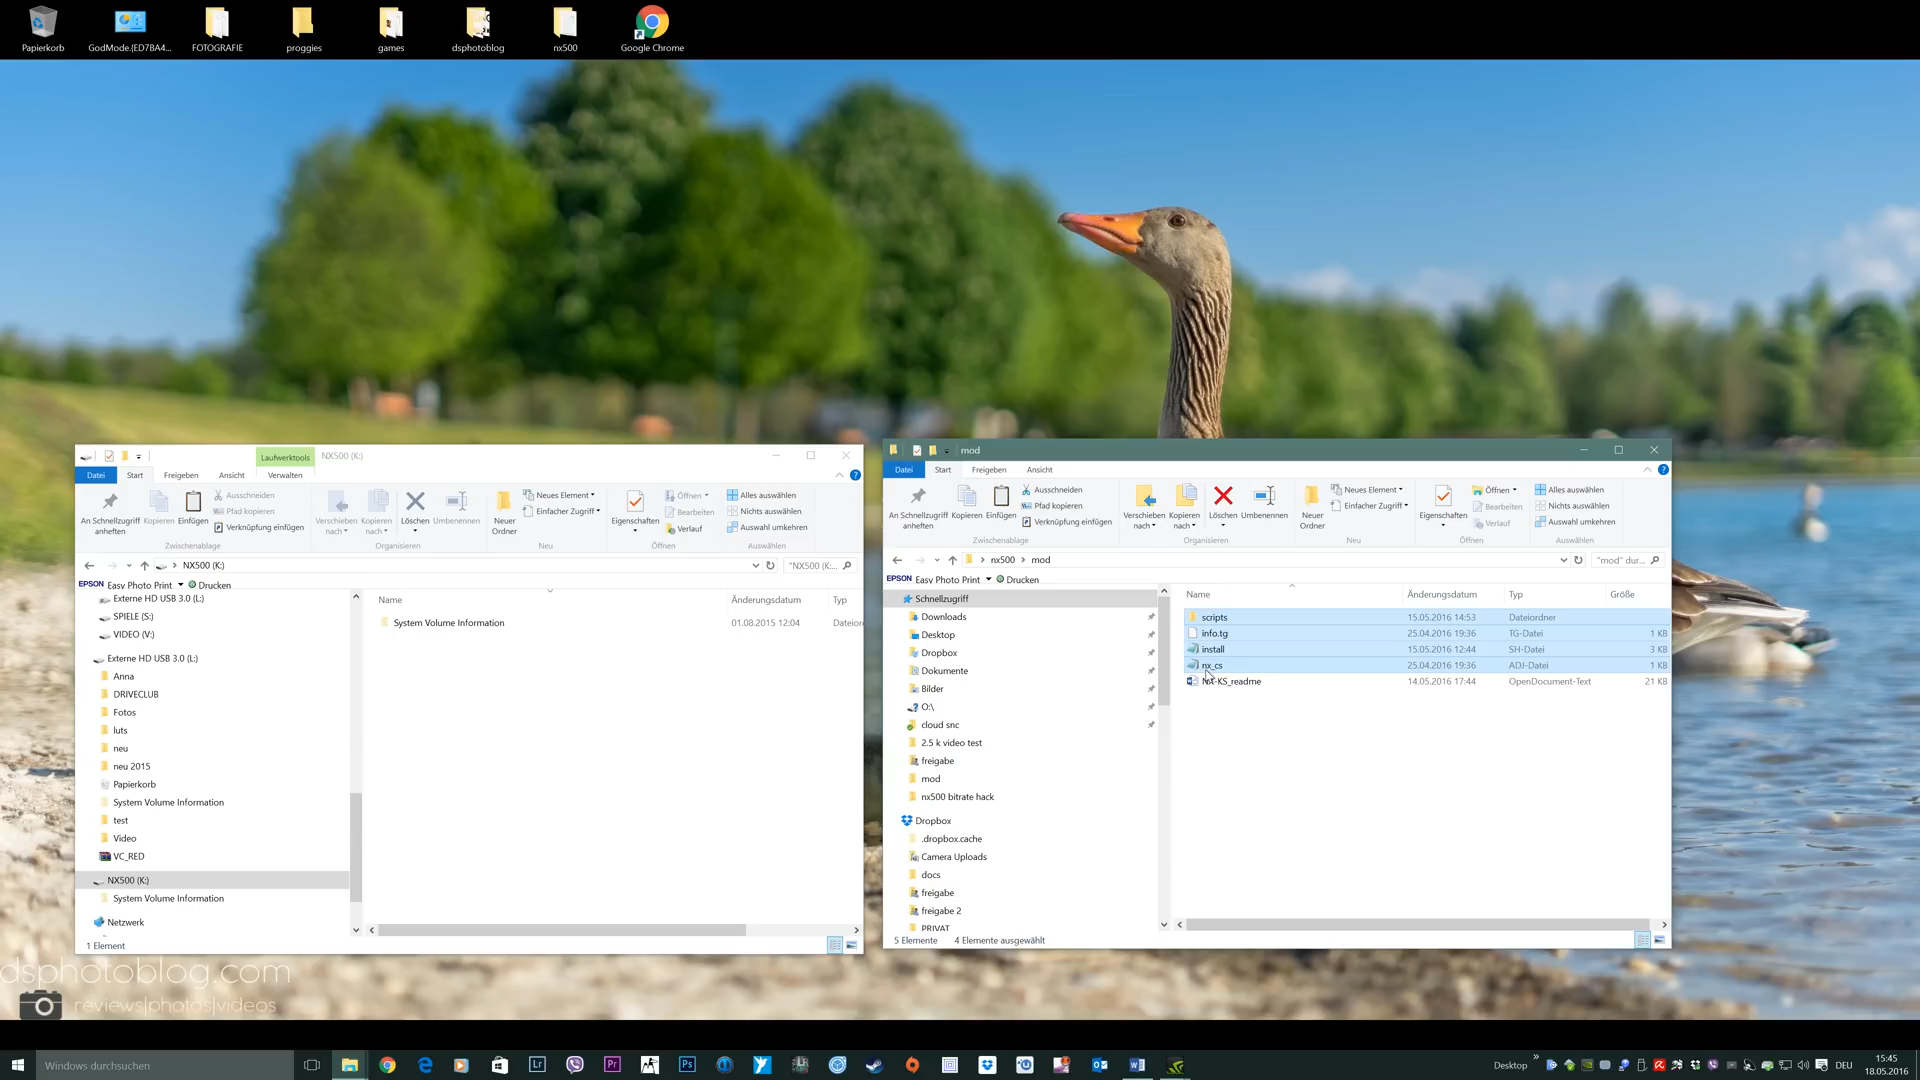 Papierkorb
GodMode.{ED7BA4...
FOTOGRAFIE
proggies
games
dsphotoblog
nx500
Google Chrome
Laufwerktools NX500 (K:)
Datei Start Freigeben Ansicht Verwalten
An Schnellzugriff anheften
Kopieren
Einfügen
Ausschneiden
Pfad kopieren
Verknüpfung einfügen
Zwischenablage
Verschieben nach
Kopieren nach
Löschen
Umbenennen
Organisieren
Neuer Ordner
Neues Element
Einfacher Zugriff
Neu
Eigenschaften
Öffnen
Bearbeiten
Verlauf
Öffnen
Alles auswählen
Nichts auswählen
Auswahl umkehren
Auswählen
NX500 (K:)
"NX500 (K:...
EPSON Easy Photo Print Drucken
Externe HD USB 3.0 (L:)
SPIELE (S:)
VIDEO (V:)
Externe HD USB 3.0 (L:)
Anna
DRIVECLUB
Fotos
luts
neu
neu 2015
Papierkorb
System Volume Information
test
Video
VC_RED
NX500 (K:)
System Volume Information
Netzwerk
Name Änderungsdatum Typ
System Volume Information 01.08.2015 12:04 Dateior
1 Element
mod
Datei Start Freigeben Ansicht
An Schnellzugriff anheften
Kopieren
Einfügen
Ausschneiden
Pfad kopieren
Verknüpfung einfügen
Zwischenablage
Verschieben nach
Kopieren nach
Löschen
Umbenennen
Organisieren
Neuer Ordner
Neues Element
Einfacher Zugriff
Neu
Eigenschaften
Öffnen
Bearbeiten
Verlauf
Öffnen
Alles auswählen
Nichts auswählen
Auswahl umkehren
Auswählen
nx500 mod
"mod" dur...
EPSON Easy Photo Print Drucken
Schnellzugriff
Downloads
Desktop
Dropbox
Dokumente
Bilder
O:\
cloud snc
2.5 k video test
freigabe
mod
nx500 bitrate hack
Dropbox
.dropbox.cache
Camera Uploads
docs
freigabe
freigabe 2
PRIVAT
Name Änderungsdatum Typ Größe
scripts 15.05.2016 14:53 Dateiordner
info.tg 25.04.2016 19:36 TG-Datei 1 KB
install 15.05.2016 12:44 SH-Datei 3 KB
nx_cs 25.04.2016 19:36 ADJ-Datei 1 KB
NX-KS_readme 14.05.2016 17:44 OpenDocument-Text 21 KB
5 Elemente 4 Elemente ausgewählt
dsphotoblog.com
reviews|photos|videos
Windows durchsuchen
Desktop
DEU
15:45
18.05.2016